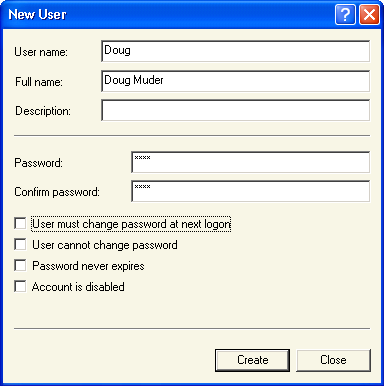 New User
User name: Doug
Full name: Doug Muder
Description:
Password: ****
Confirm password: ****
User must change password at next logon
User cannot change password
Password never expires
Account is disabled
Create Close